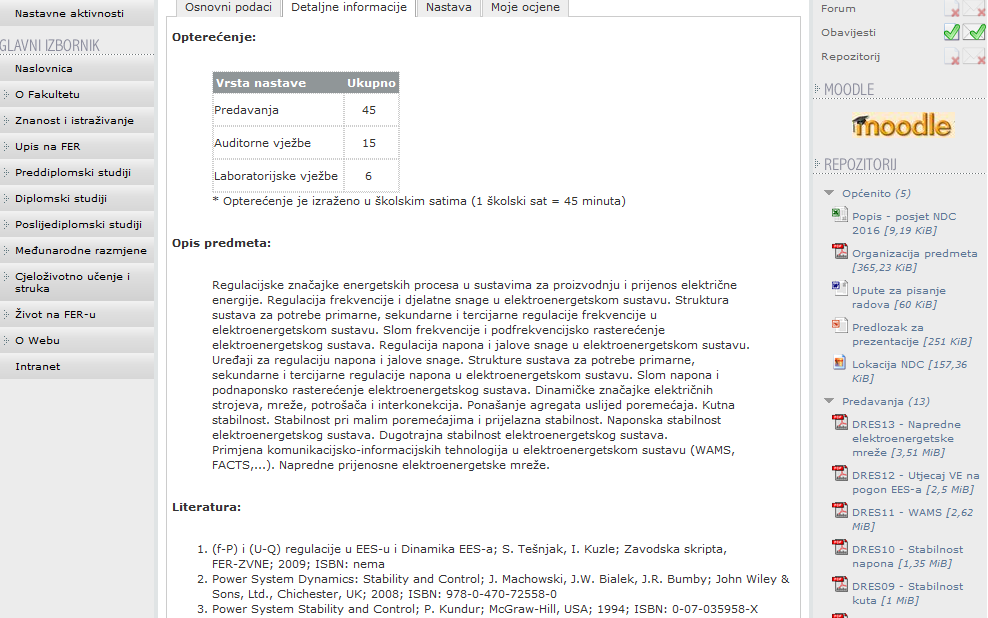 Nastavne aktivnosti
GLAVNI IZBORNIK
Naslovnica
O Fakultetu
Znanost i istraživanje
Upis na FER
Preddiplomski studiji
Diplomski studiji
Poslijediplomski studiji
Međunarodne razmjene
Cjeloživotno učenje i
struka
Život na FER-u
O Webu
Intranet
Osnovni podaci
Detaljne informacije
Nastava
Moje ocjene
Opterećenje:
Vrsta nastave Ukupno
Predavanja 45
Auditorne vježbe 15
Laboratorijske vježbe 6
* Opterećenje je izraženo u školskim satima (1 školski sat = 45 minuta)
Opis predmeta:
Regulacijske značajke energetskih procesa u sustavima za proizvodnju i prijenos električne
energije. Regulacija frekvencije i djelatne snage u elektroenergetskom sustavu. Struktura
sustava za potrebe primarne, sekundarne i tercijarne regulacije frekvencije u
elektroenergetskom sustavu. Slom frekvencije i podfrekvencijsko rasterećenje
elektroenergetskog sustava. Regulacija napona i jalove snage u elektroenergetskom sustavu.
Uređaji za regulaciju napona i jalove snage. Strukture sustava za potrebe primarne,
sekundarne i tercijarne regulacije napona u elektroenergetskom sustavu. Slom napona i
podnaponsko rasterećenje elektroenergetskog sustava. Dinamičke značajke električnih
strojeva, mreže, potrošača i interkonekcija. Ponašanje agregata uslijed poremećaja. Kutna
stabilnost. Stabilnost pri malim poremećajima i prijelazna stabilnost. Naponska stabilnost
elektroenergetskog sustava. Dugotrajna stabilnost elektroenergetskog sustava.
Primjena komunikacijsko-informacijskih tehnologija u elektroenergetskom sustavu (WAMS,
FACTS,...). Napredne prijenosne elektroenergetske mreže.
Literatura:
1. (f-P) i (U-Q) regulacije u EES-u i Dinamika EES-a; S. Tešnjak, I. Kuzle; Zavodska skripta,
FER-ZVNE; 2009; ISBN: nema
2. Power System Dynamics: Stability and Control; J. Machowski, J.W. Bialek, J.R. Bumby; John Wiley &
Sons, Ltd., Chichester, UK; 2008; ISBN: 978-0-470-72558-0
3. Power System Stability and Control; P. Kundur; McGraw-Hill, USA; 1994; ISBN: 0-07-035958-X
Forum
Obavijesti
Repozitorij
MOODLE
moodle
REPOZITORIJ
Općenito (5)
Popis - posjet NDC
2016 [9,19 KiB]
Organizacija predmeta
[365,23 KiB]
Upute za pisanje
radova [60 KiB]
Predlozak za
prezentacije [251 KiB]
Lokacija NDC [157,36
KiB]
Predavanja (13)
DRES13 - Napredne
elektroenergetske
mreže [3,51 MiB]
DRES12 - Utjecaj VE na
pogon EES-a [2,5 MiB]
DRES11 - WAMS [2,62
MiB]
DRES10 - Stabilnost
napona [1,35 MiB]
DRES09 - Stabilnost
kuta [1 MiB]